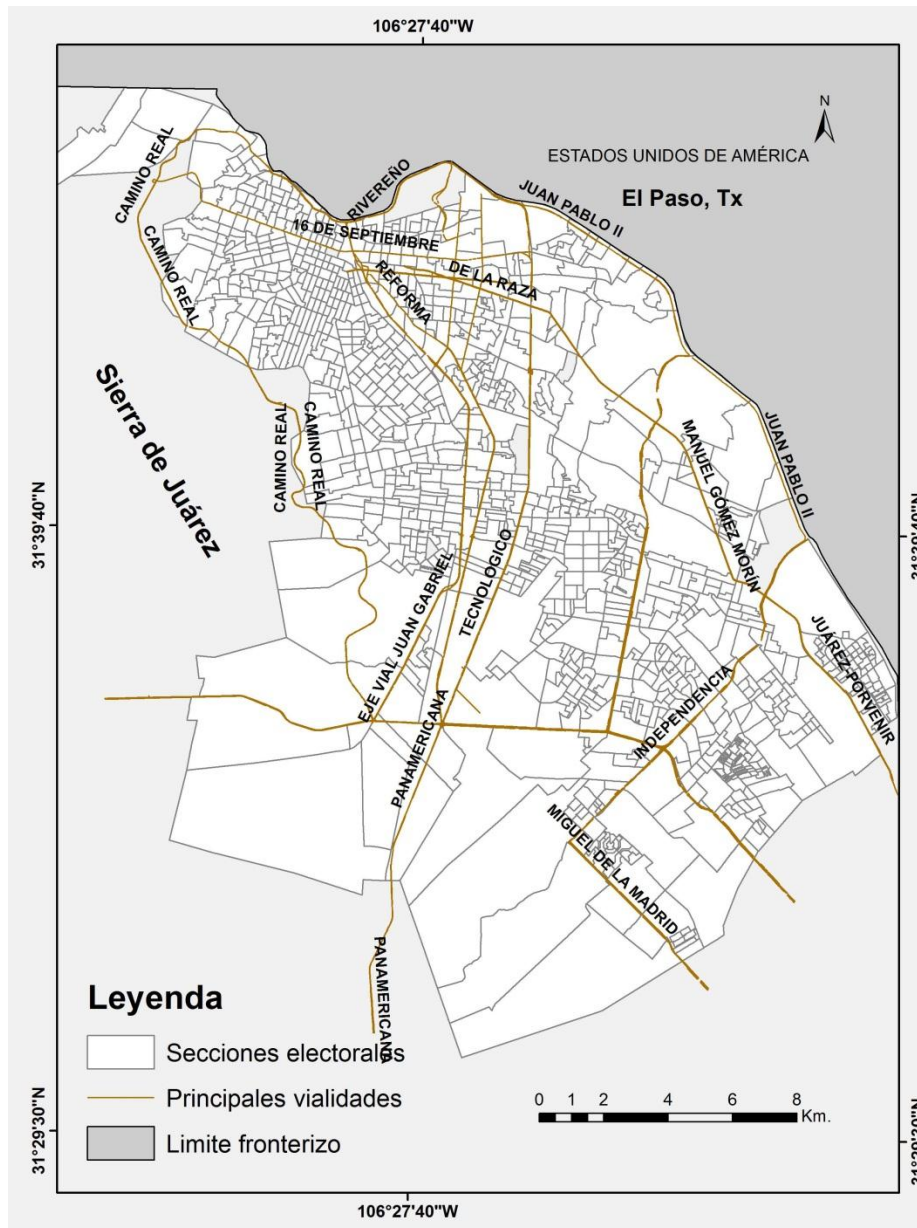 106°27'40"W
N
ESTADOS UNIDOS DE AMÉRICA
El Paso, Tx
CAMINO REAL
RIVEREÑO
JUAN PABLO II
16 DE SEPTIEMBRE
DE LA RAZA
REFORMA
CAMINO REAL
Sierra de Juárez
CAMINO REAL
CAMINO REAL
MANUEL GÓMEZ MORÍN
JUAN PABLO II
31°39'40"N
TECNOLOGICO
EJE VIAL JUAN GABRIEL
JUÁREZ-PORVENIR
INDEPENDENCIA
PANAMERICANA
MIGUEL DE LA MADRID
PANAMERICANA
Leyenda
Secciones electorales
Principales vialidades
Limite fronterizo
0 1 2 4 6 8
Km.
31°29'30"N
106°27'40"W